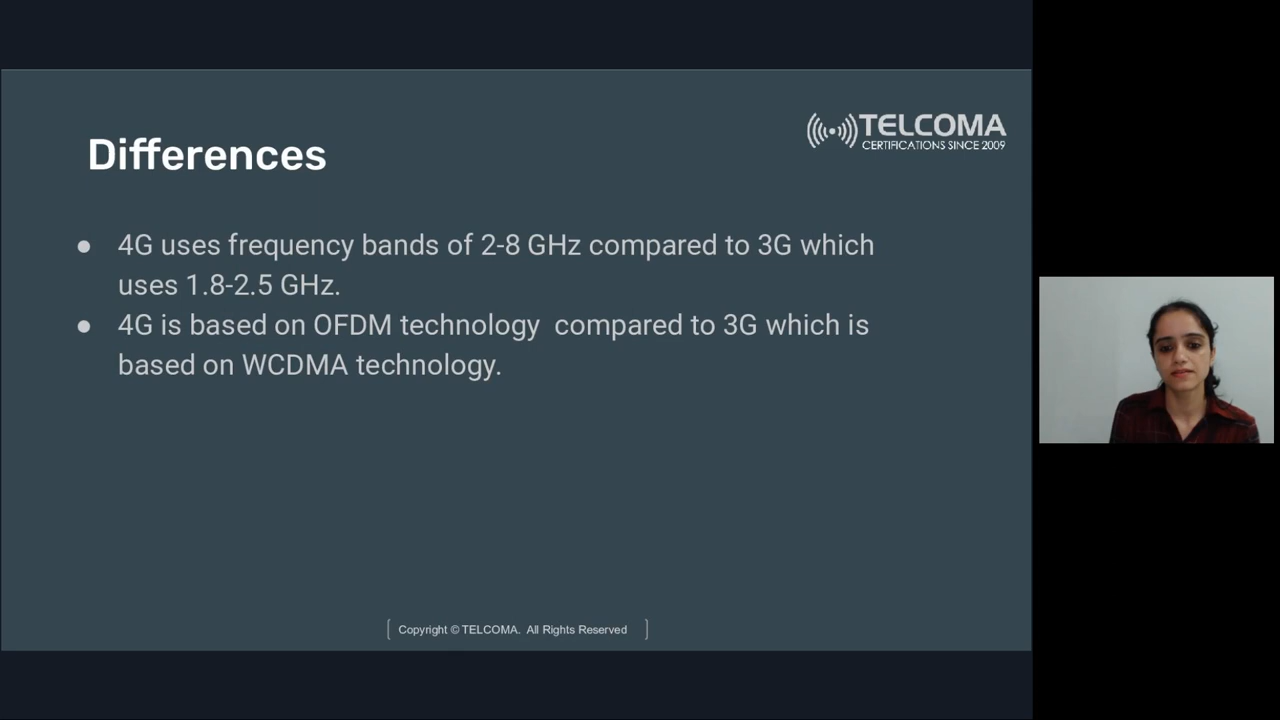 TELCOMA
CERTIFICATIONS SINCE 2009
Differences
● 4G uses frequency bands of 2-8 GHz compared to 3G which
uses 1.8-2.5 GHz.
● 4G is based on OFDM technology  compared to 3G which is
based on WCDMA technology.
Copyright © TELCOMA.  All Rights Reserved